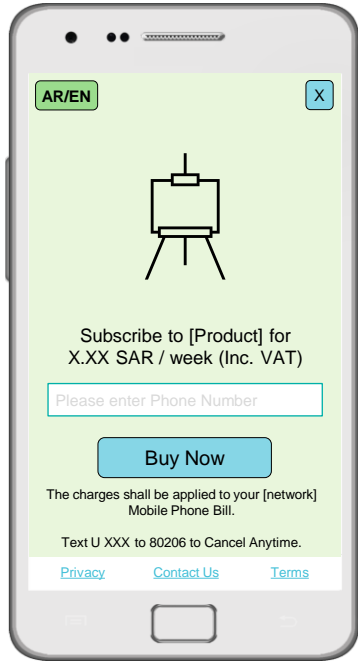 AR/EN
X
Subscribe to [Product] for
X.XX SAR / week (Inc. VAT)
Please enter Phone Number
Buy Now
The charges shall be applied to your [network]
Mobile Phone Bill.
Text U XXX to 80206 to Cancel Anytime.
Privacy
Contact Us
Terms